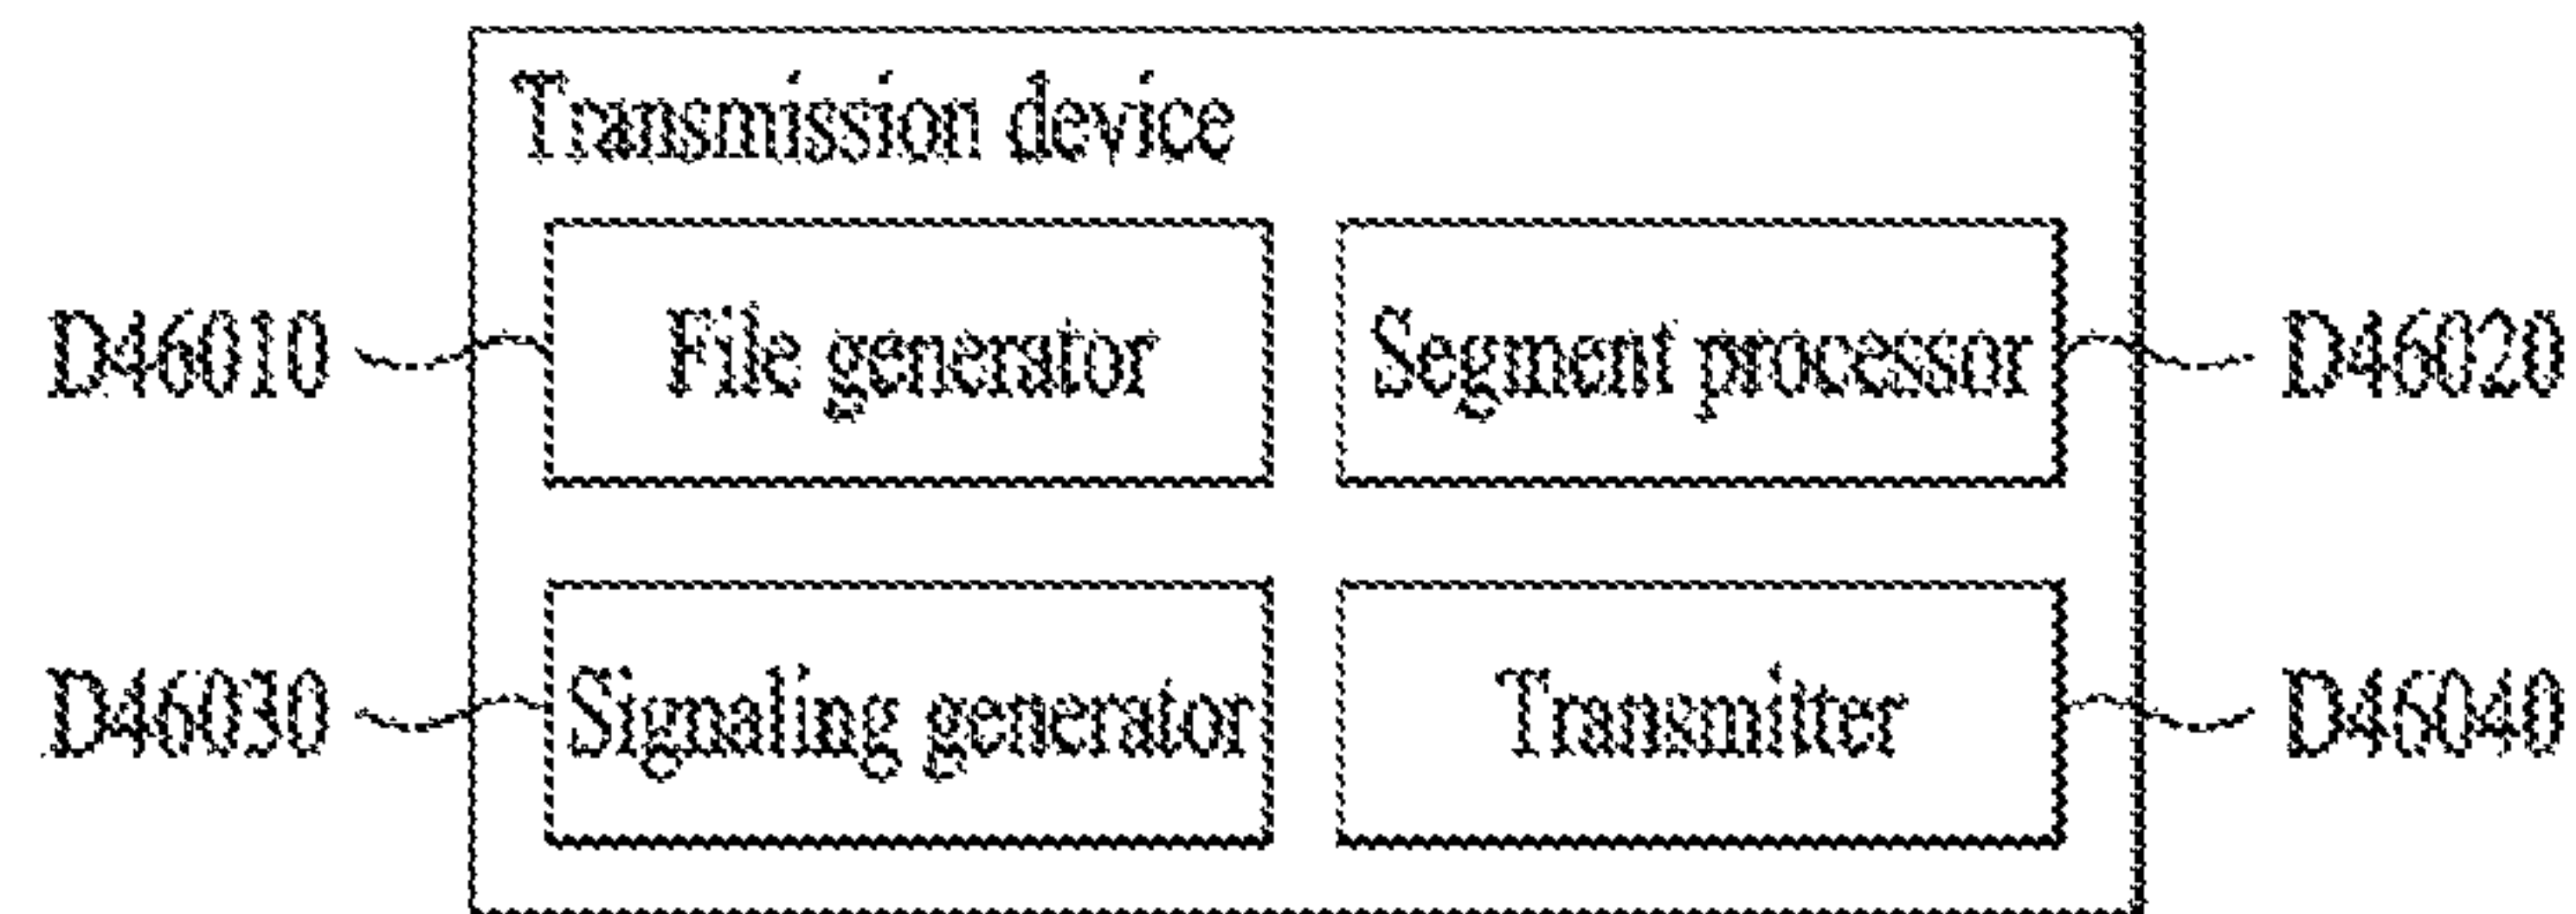 Transmission device
D46010 File generator Segment processor D46020
D46030 Signaling generator Transmitter D46040